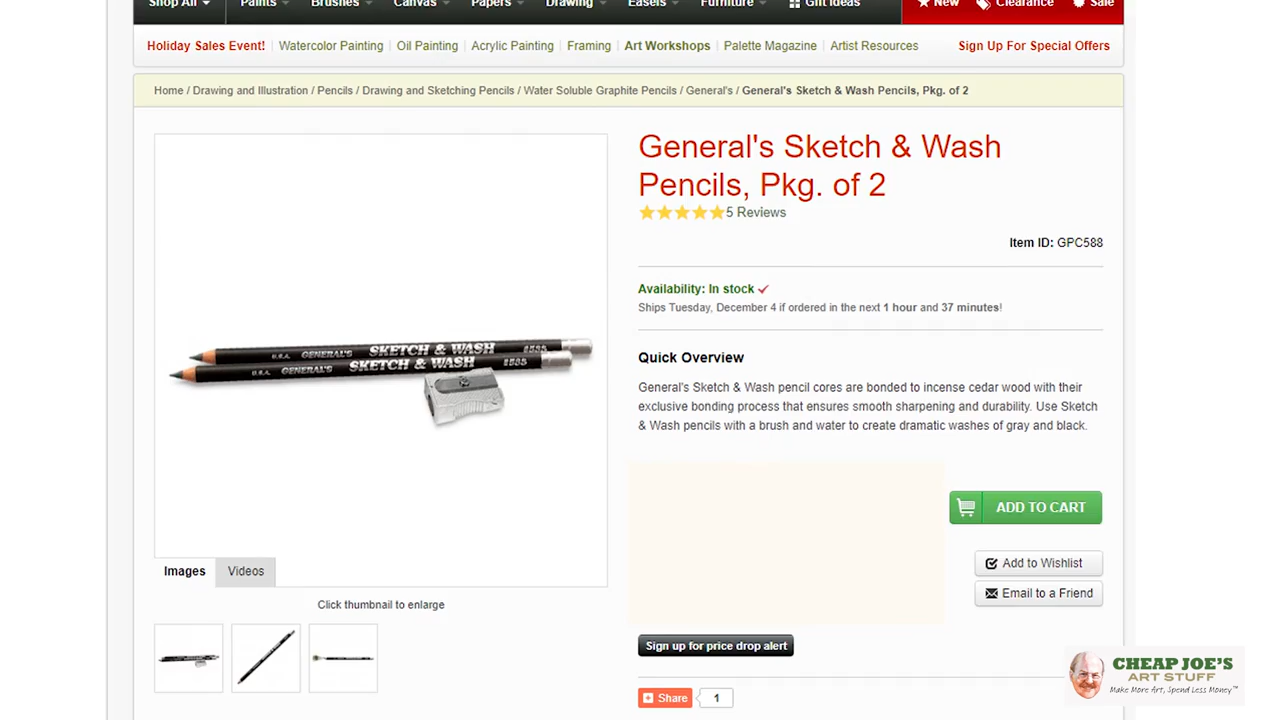 Shop All Paints Brushes Canvas Papers Drawing Easels Furniture Gift Ideas New Clearance Sale
Holiday Sales Event! Watercolor Painting Oil Painting Acrylic Painting Framing Art Workshops Palette Magazine Artist Resources Sign Up For Special Offers
Home / Drawing and Illustration / Pencils / Drawing and Sketching Pencils / Water Soluble Graphite Pencils / General's / General's Sketch & Wash Pencils, Pkg. of 2
General's Sketch & Wash
Pencils, Pkg. of 2
5 Reviews
Item ID: GPC588
Availability: In stock
Ships Tuesday, December 4 if ordered in the next 1 hour and 37 minutes!
Quick Overview
General's Sketch & Wash pencil cores are bonded to incense cedar wood with their
exclusive bonding process that ensures smooth sharpening and durability. Use Sketch
& Wash pencils with a brush and water to create dramatic washes of gray and black.
U.S.A. GENERAL'S SKETCH & WASH #585
U.S.A. GENERAL'S SKETCH & WASH #585
ADD TO CART
Add to Wishlist
Email to a Friend
Images Videos
Click thumbnail to enlarge
Sign up for price drop alert
Share 1
CHEAP JOE'S
ART STUFF
Make More Art, Spend Less Money™